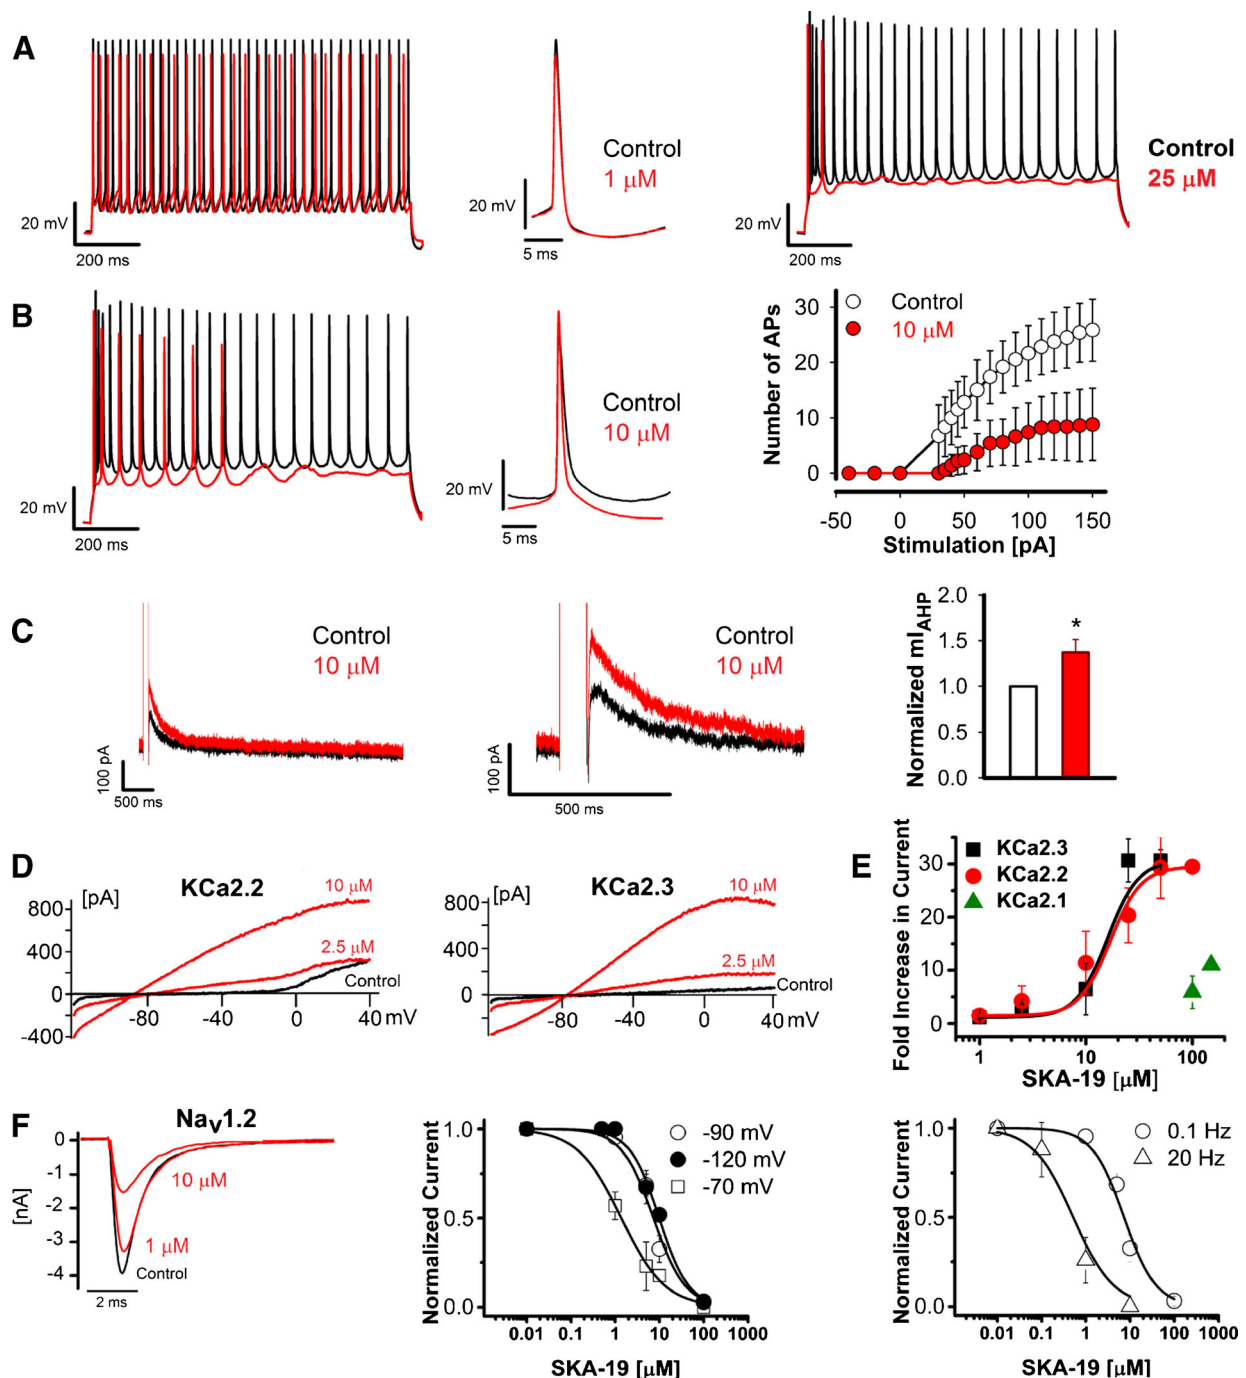 A
20 mV
200 ms
Control
1 μM
20 mV
5 ms
Control
25 μM
20 mV
200 ms
B
20 mV
200 ms
Control
10 μM
20 mV
5 ms
Number of APs
30
20
10
0
Control
10 μM
-50
0
50
100
150
Stimulation [pA]
C
Control
10 μM
100 pA
500 ms
Control
10 μM
100 pA
500 ms
Normalized mI_AHP
2.0
1.5
1.0
0.5
0.0
*
D
KCa2.2
[pA]
800
400
0
-400
10 μM
2.5 μM
Control
-80
-40
0
40 mV
KCa2.3
[pA]
800
400
0
10 μM
2.5 μM
Control
-80
-40
0
40 mV
E
Fold Increase in Current
30
20
10
0
KCa2.3
KCa2.2
KCa2.1
1
10
100
SKA-19 [μM]
F
Nav1.2
[nA]
0
-1
-2
-3
-4
10 μM
1 μM
Control
2 ms
Normalized Current
1.0
0.5
0.0
-90 mV
-120 mV
-70 mV
0.01
0.1
1
10
100
1000
SKA-19 [μM]
Normalized Current
1.0
0.5
0.0
0.1 Hz
20 Hz
0.01
0.1
1
10
100
1000
SKA-19 [μM]